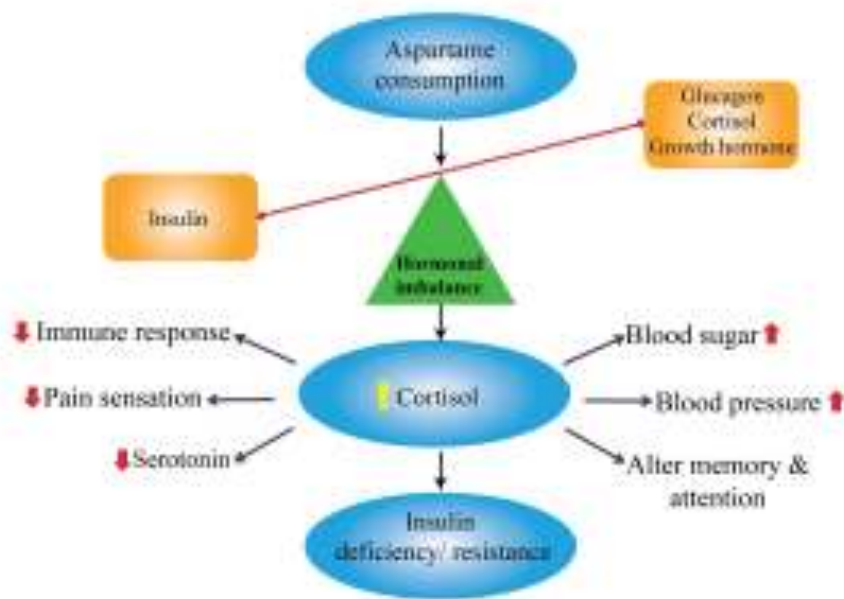 Aspartame
consumption
Glucagon
Cortisol
Growth hormone
Insulin
Hormonal
imbalance
Immune response
Blood sugar
Pain sensation
Cortisol
Blood pressure
Serotonin
Alter memory &
attention
Insulin
deficiency/ resistance